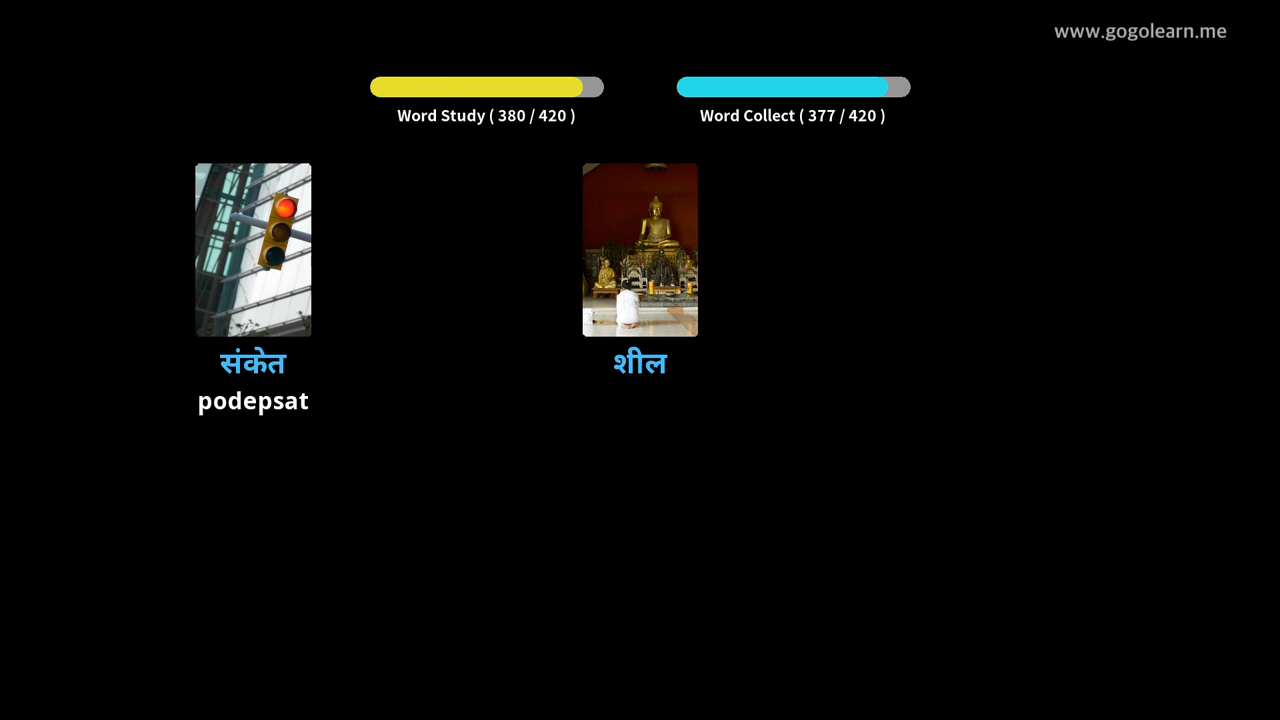 www.gogolearn.me
Word Study ( 380 / 420 )
Word Collect ( 377 / 420 )
संकेत
शील
podepsat